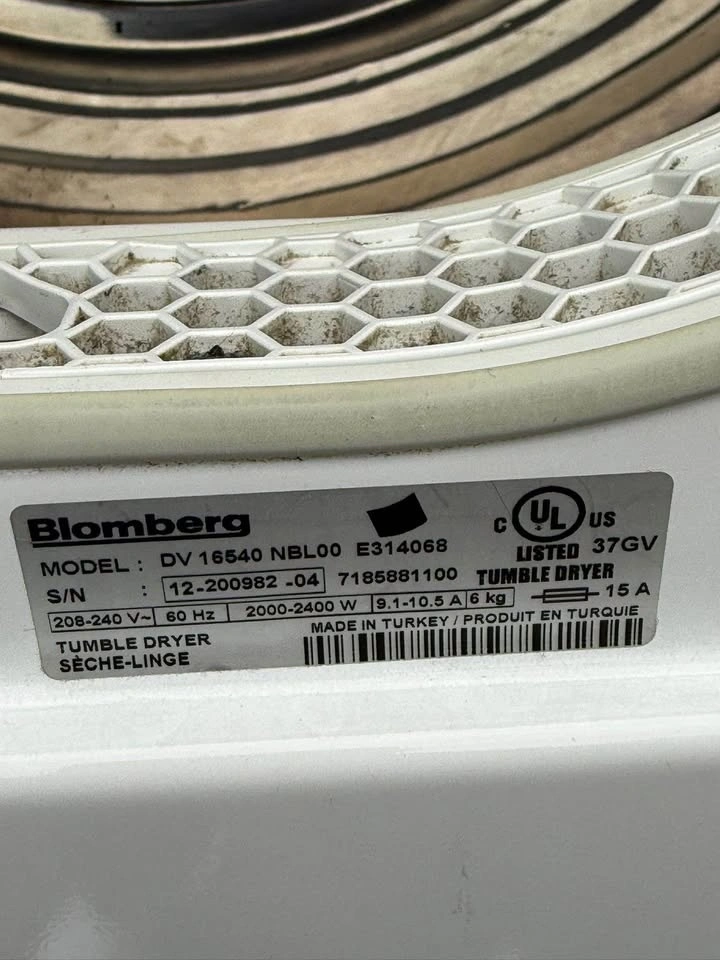 Blomberg
C UL US
MODEL : DV 16540 NBL00 E314068
LISTED 37GV
S/N : 12-200982 -04 7185881100 TUMBLE DRYER
208-240 V~ 60 Hz 2000-2400 W 9.1-10.5 A 6 kg 15 A
TUMBLE DRYER MADE IN TURKEY / PRODUIT EN TURQUIE
SÈCHE-LINGE